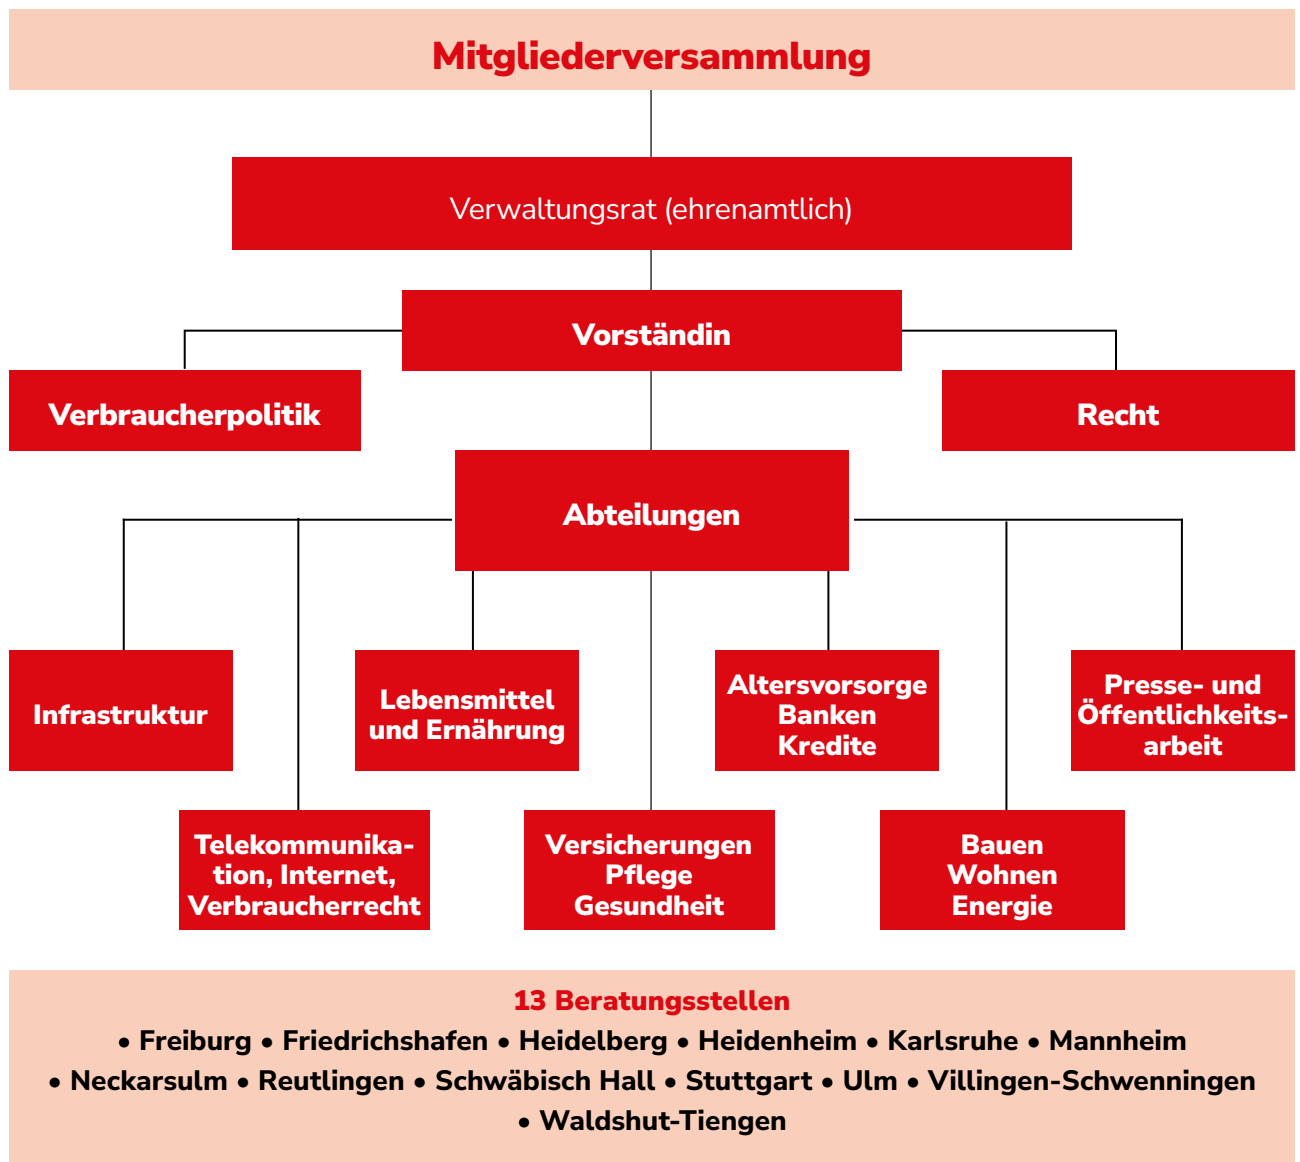 Mitgliederversammlung
Verwaltungsrat (ehrenamtlich)
Vorständin
Verbraucherpolitik
Recht
Abteilungen
Infrastruktur
Lebensmittel
und Ernährung
Altersvorsorge
Banken
Kredite
Presse- und
Öffentlichkeits-
arbeit
Telekommunika-
tion, Internet,
Verbraucherrecht
Versicherungen
Pflege
Gesundheit
Bauen
Wohnen
Energie
13 Beratungsstellen
• Freiburg • Friedrichshafen • Heidelberg • Heidenheim • Karlsruhe • Mannheim
• Neckarsulm • Reutlingen • Schwäbisch Hall • Stuttgart • Ulm • Villingen-Schwenningen
• Waldshut-Tiengen